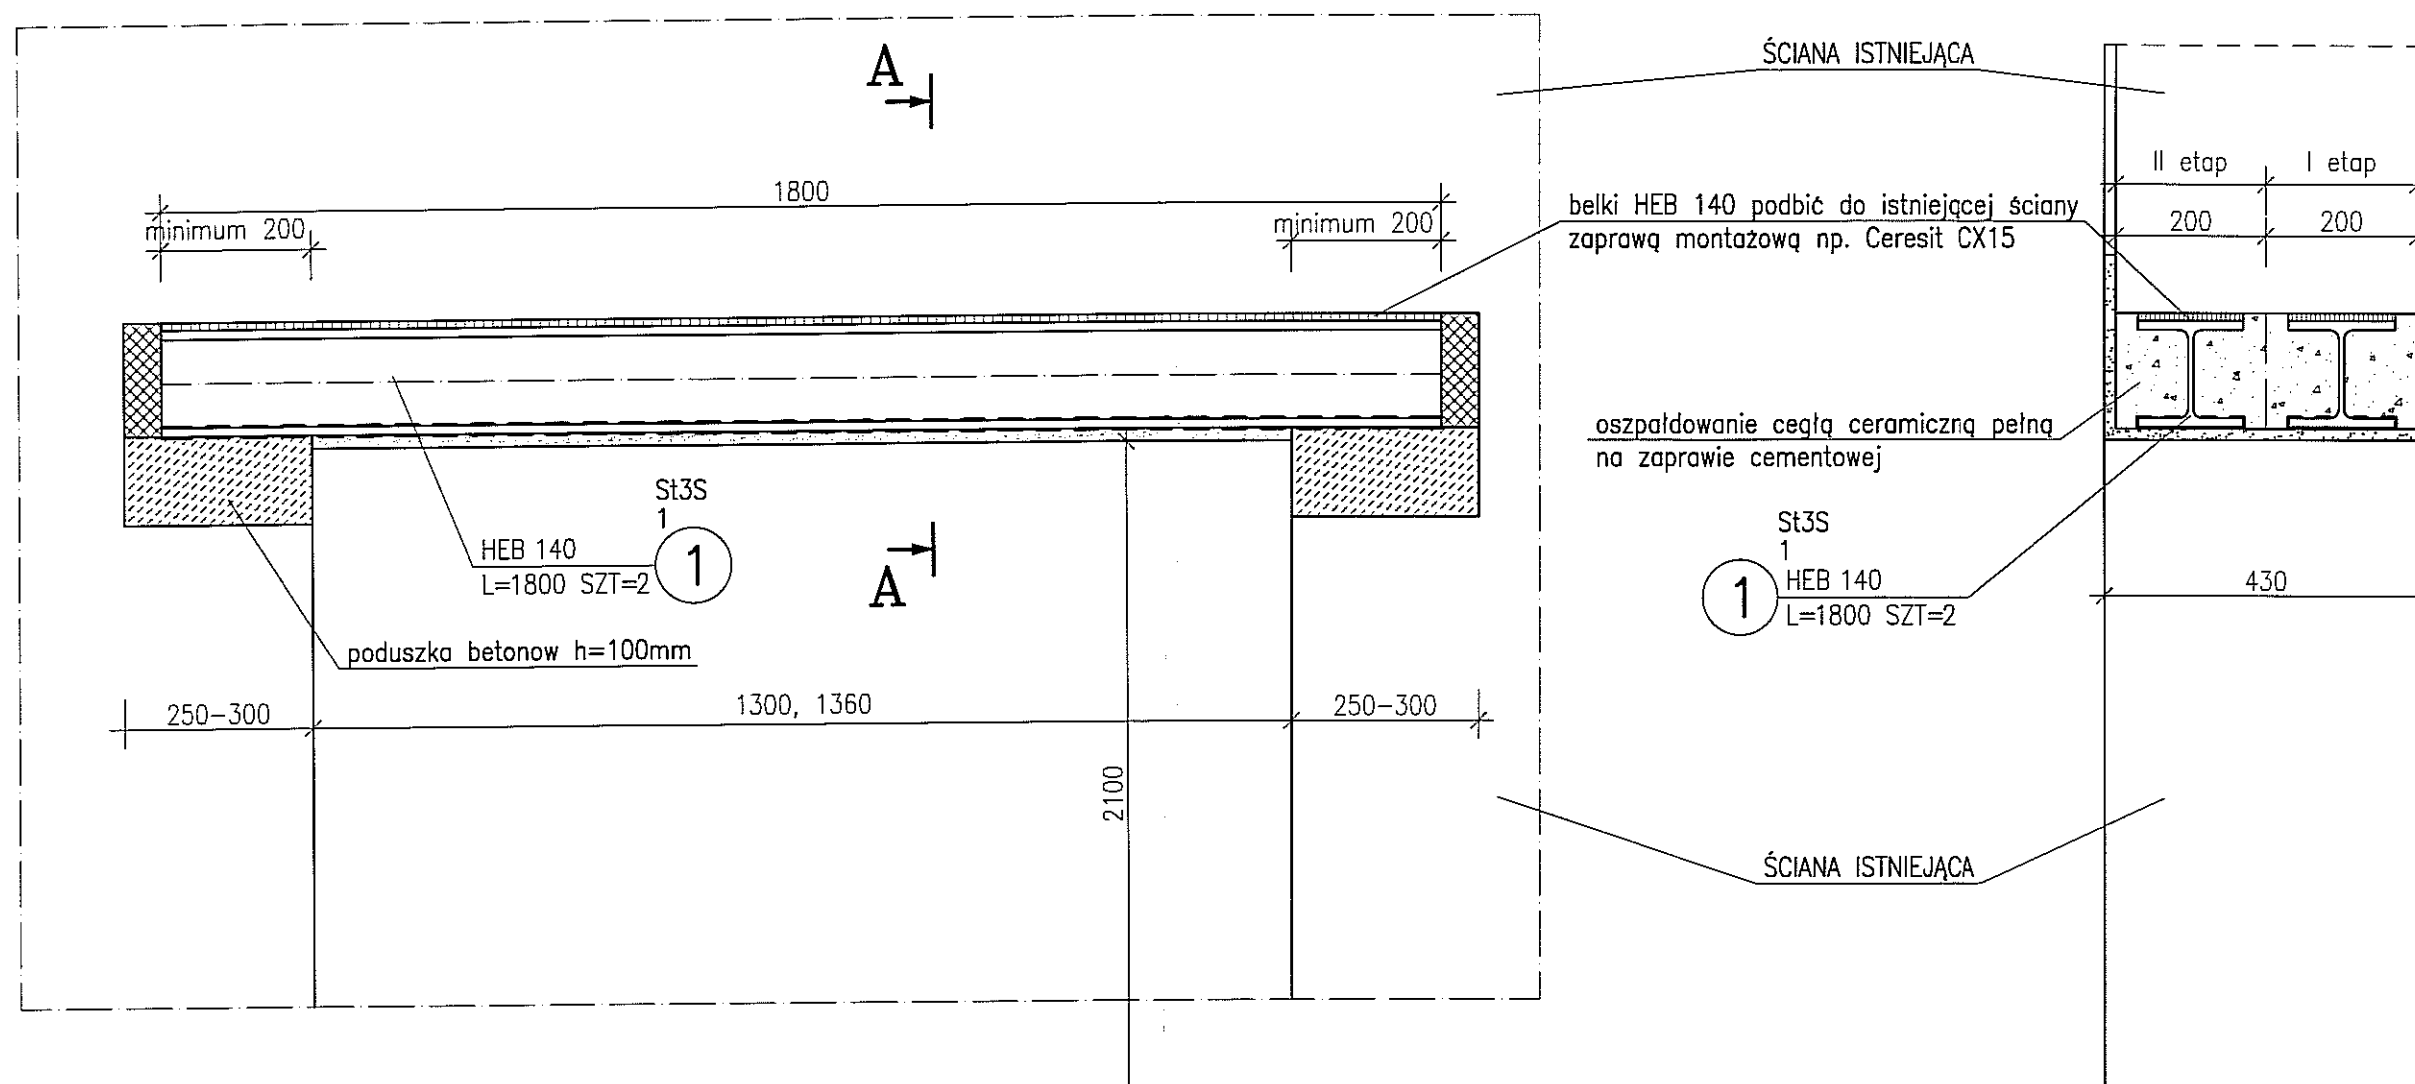 A
ŚCIANA ISTNIEJĄCA
1800
minimum 200
minimum 200
belki HEB 140 podbić do istniejącej ściany
zaprawą montażową np. Ceresit CX15
II etap
I etap
200
200
oszpałdowanie cegłą ceramiczną pełną
na zaprawie cementowej
St3S
1
HEB 140
L=1800 SZT=2
1
A
St3S
1
HEB 140
L=1800 SZT=2
1
430
poduszka betonow h=100mm
250-300
1300, 1360
250-300
2100
ŚCIANA ISTNIEJĄCA